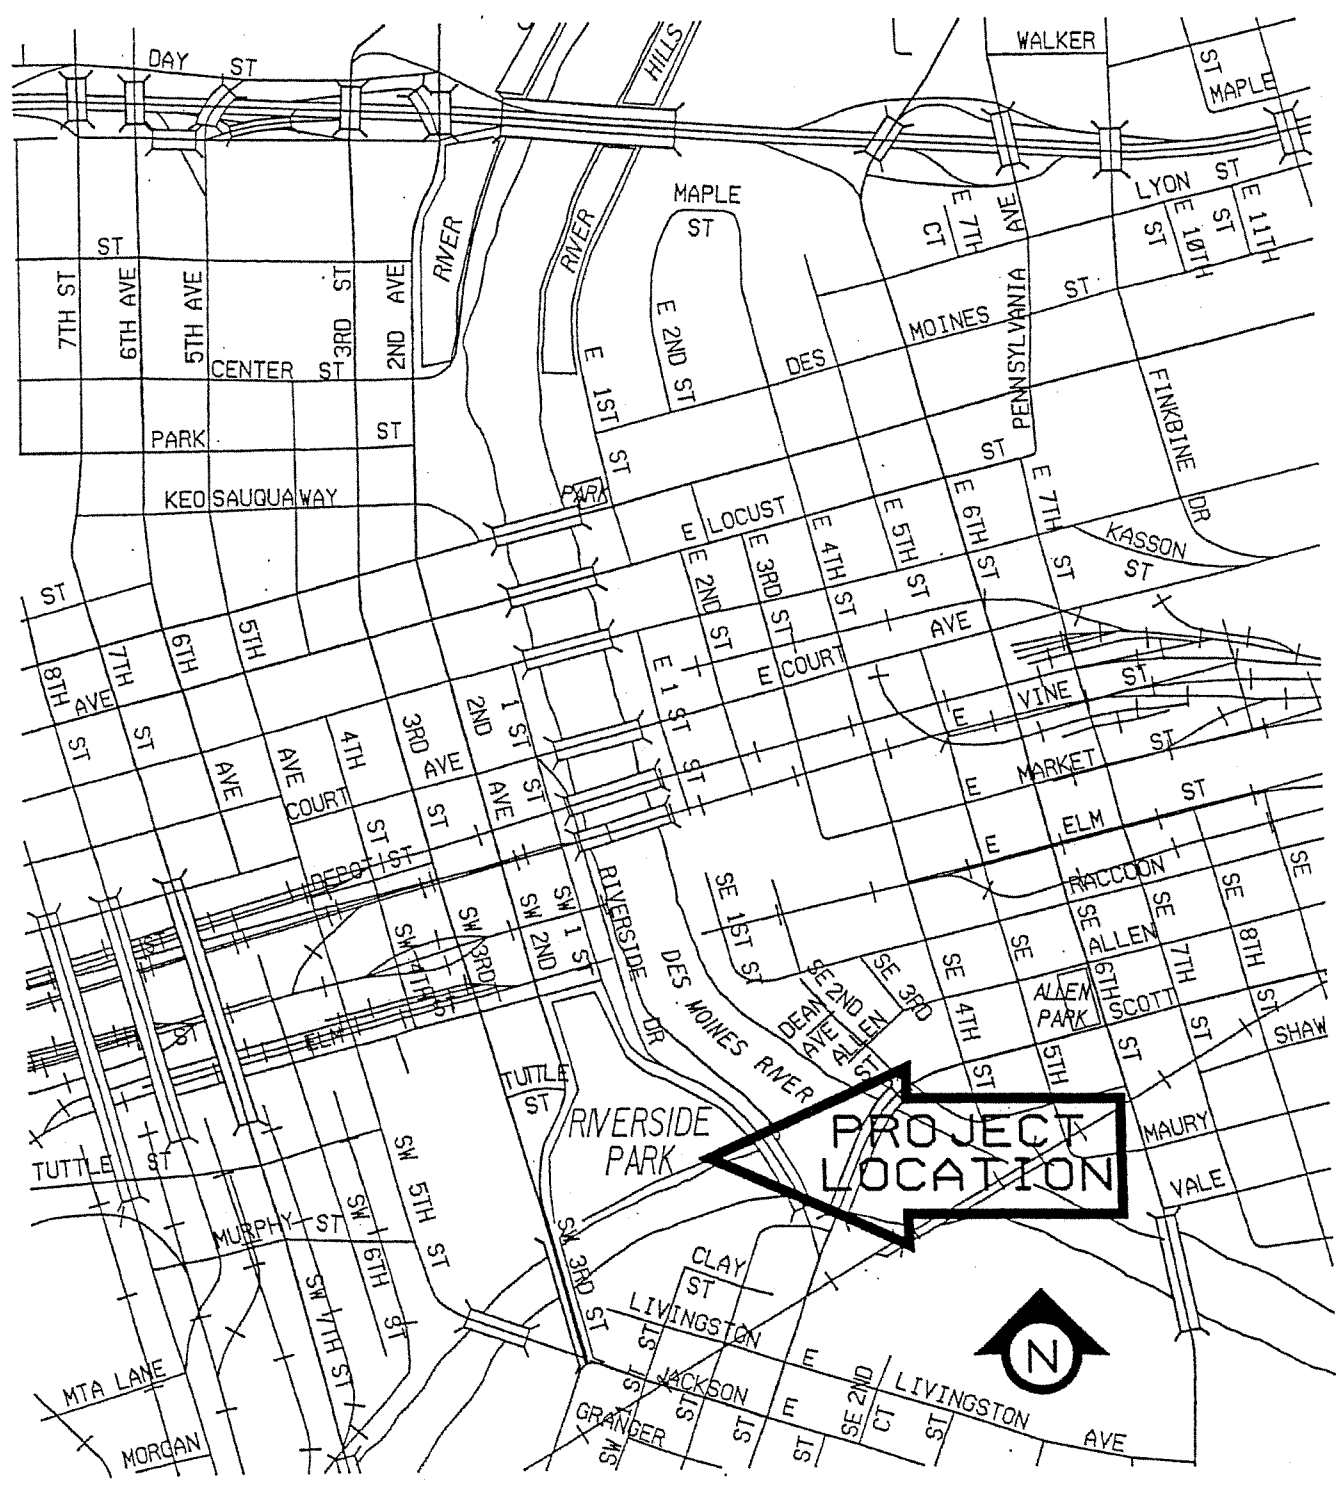 HILLS
WALKER
DAY ST
ST
MAPLE
LYON ST
MAPLE
ST
E 7TH
CT
AVE
E 10TH
ST
E 11TH
ST
RIVER
RIVER
ST
7TH ST
6TH AVE
5TH AVE
3RD ST
2ND AVE
PENNSYLVANIA
DES MOINES ST
E 2ND ST
E 1ST ST
CENTER ST
FINKBINE DR
PARK ST
ST
KEOSAUQUA WAY
PARK
E LOCUST
E 2ND ST
E 3RD ST
E 4TH ST
E 5TH ST
E 6TH ST
E 7TH ST
KASSON
ST
ST
8TH ST
7TH ST
6TH AVE
5TH AVE
AVE
4TH ST
3RD ST
2ND AVE
1 ST ST
E 1 ST ST
E COURT AVE
COURT AVE
E VINE ST
E MARKET ST
E ELM ST
RACCOON
DEPOT ST
RIVERSIDE DR
SW 1 ST
SW 2ND
SW 3RD
SW 4TH ST
SE 1ST ST
SE 2ND
SE 3RD
SE 4TH ST
SE 5TH
SE 6TH ST
SE 7TH ST
SE 8TH ST
SE
ALLEN
ALLEN PARK
SCOTT
SHAW
DEAN AVE
ALLEN ST
DES MOINES RIVER
ST
ST
ELM
TUTTLE
ST
RIVERSIDE
PARK
PROJECT
LOCATION
MAURY
VALE
TUTTLE ST
MURPHY ST
SW 5TH ST
SW 6TH ST
SW 7TH ST
SW 3RD ST
CLAY
ST
LIVINGSTON
E LIVINGSTON AVE
JACKSON
E
SW 1 ST ST
GRANGER
ST
ST
ST
SE 2ND
CT
ST
MTA LANE
MORGAN
N